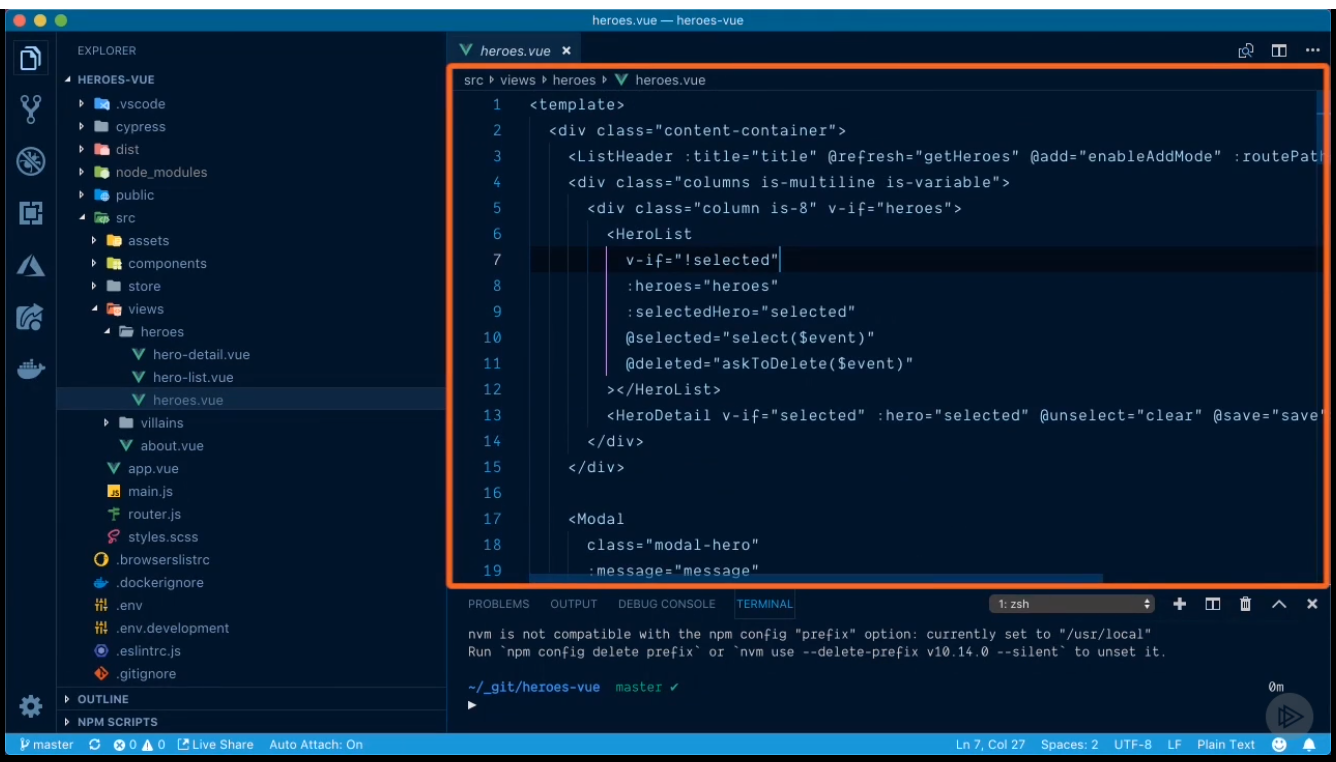 heroes.vue — heroes-vue
EXPLORER
HEROES-VUE
.vscode
cypress
dist
node_modules
public
src
assets
components
store
views
heroes
hero-detail.vue
hero-list.vue
heroes.vue
villains
about.vue
app.vue
main.js
router.js
styles.scss
.browserslistrc
.dockerignore
.env
.env.development
.eslintrc.js
.gitignore
OUTLINE
NPM SCRIPTS
heroes.vue
src views heroes heroes.vue
1 <template>
2 <div class="content-container">
3 <ListHeader :title="title" @refresh="getHeroes" @add="enableAddMode" :routePath
4 <div class="columns is-multiline is-variable">
5 <div class="column is-8" v-if="heroes">
6 <HeroList
7 v-if="!selected"
8 :heroes="heroes"
9 :selectedHero="selected"
10 @selected="select($event)"
11 @deleted="askToDelete($event)"
12 ></HeroList>
13 <HeroDetail v-if="selected" :hero="selected" @unselect="clear" @save="save"
14 </div>
15 </div>
16
17 <Modal
18 class="modal-hero"
19 :message="message"
PROBLEMS OUTPUT DEBUG CONSOLE TERMINAL 1: zsh
nvm is not compatible with the npm config "prefix" option: currently set to "/usr/local"
Run `npm config delete prefix` or `nvm use --delete-prefix v10.14.0 --silent` to unset it.
~/_git/heroes-vue master ✔ 0m
master 0 0 Live Share Auto Attach: On Ln 7, Col 27 Spaces: 2 UTF-8 LF Plain Text